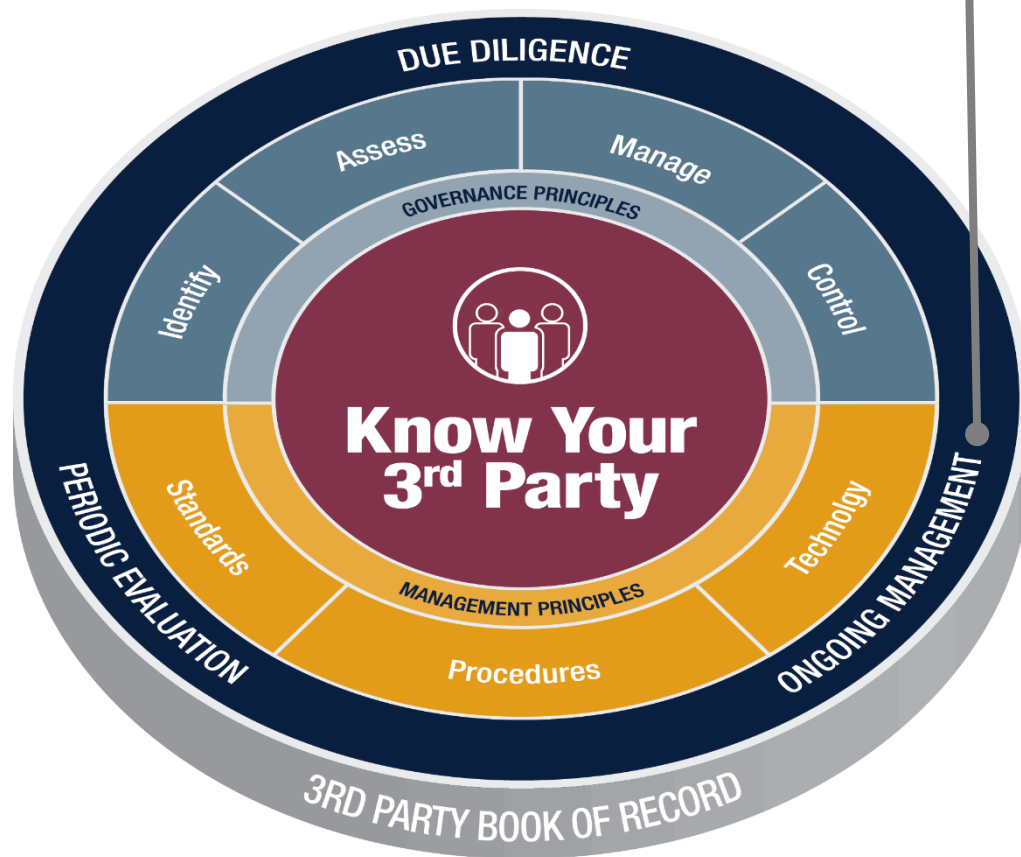 DUE DILIGENCE
Assess
Manage
GOVERNANCE PRINCIPLES
Identify
Control
Know Your
3rd Party
Standards
Technolgy
PERIODIC EVALUATION
ONGOING MANAGEMENT
MANAGEMENT PRINCIPLES
Procedures
3RD PARTY BOOK OF RECORD